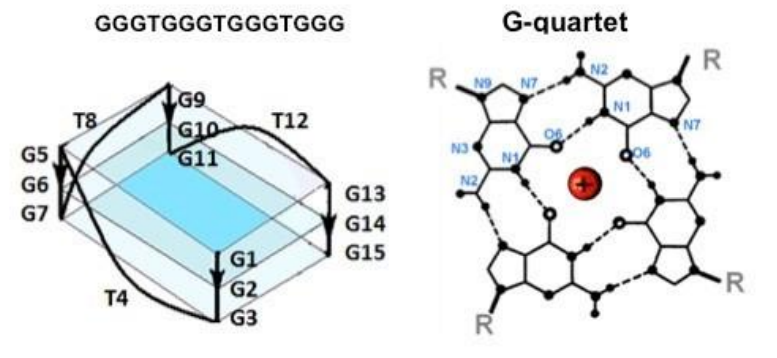 GGGTGGGTGGGTGGG
G-quartet
T8
G9
G10
G11
T12
G5
G6
G7
G13
G14
G15
G1
G2
G3
T4
R
N9
N7
N2
R
N1
N7
O6
O6
N3
N1
N2
+
R
R